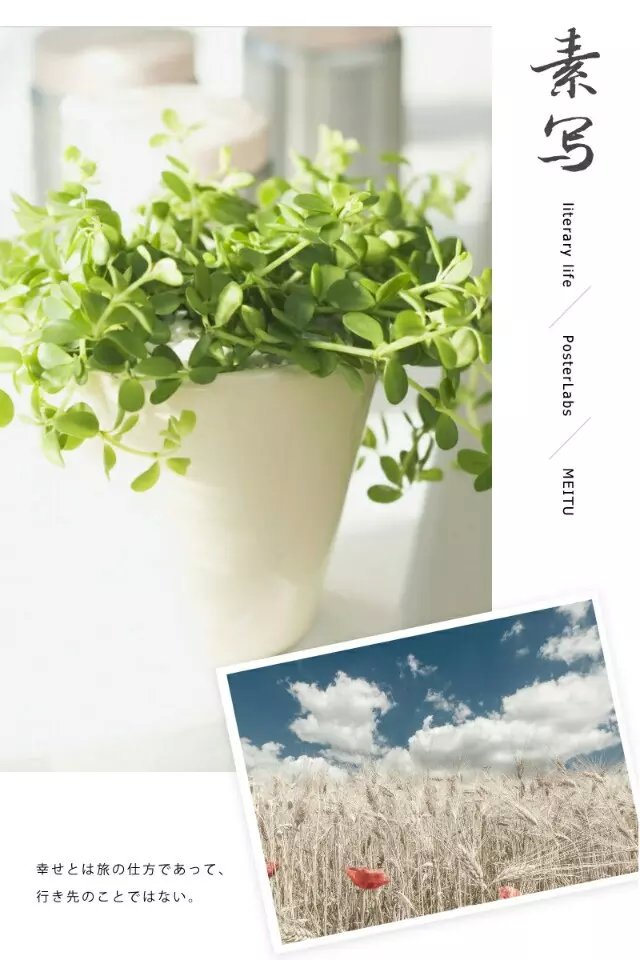 素写
literary life
PosterLabs
MEITU
幸せとは旅の仕方であって、
行き先のことではない。